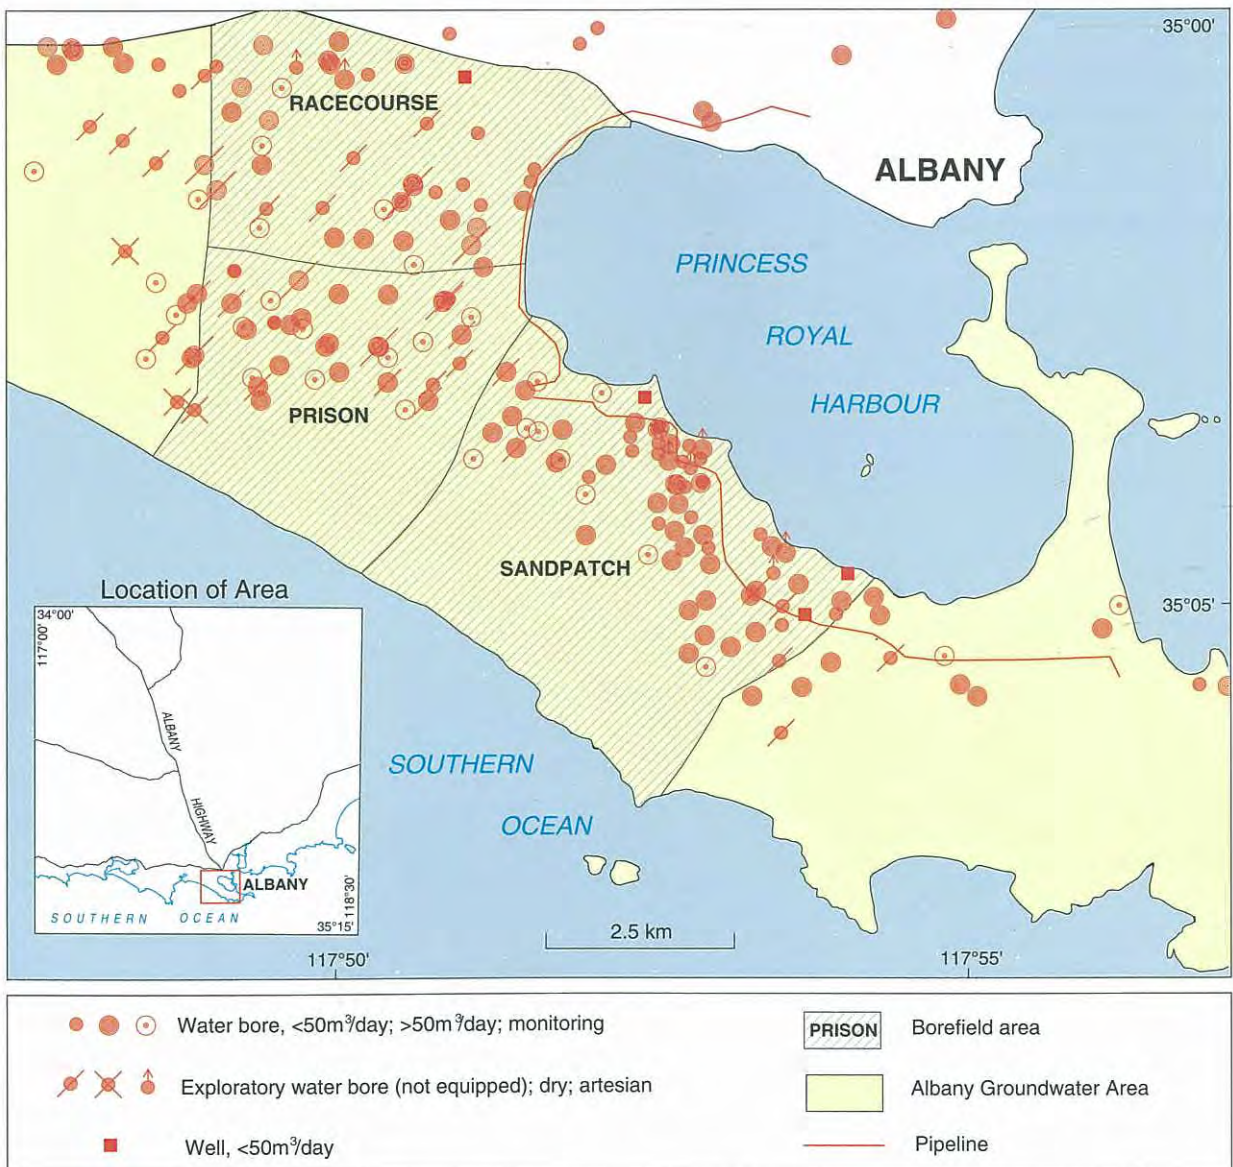 35°00'
RACECOURSE
ALBANY
PRINCESS
ROYAL
HARBOUR
PRISON
SANDPATCH
35°05'
Location of Area
34°00'
117°00'
ALBANY
HIGHWAY
ALBANY
SOUTHERN OCEAN
118°30'
35°15'
SOUTHERN
OCEAN
2.5 km
117°50'
117°55'
Water bore, <50m³/day; >50m³/day; monitoring
PRISON Borefield area
Exploratory water bore (not equipped); dry; artesian
Albany Groundwater Area
Well, <50m³/day
Pipeline